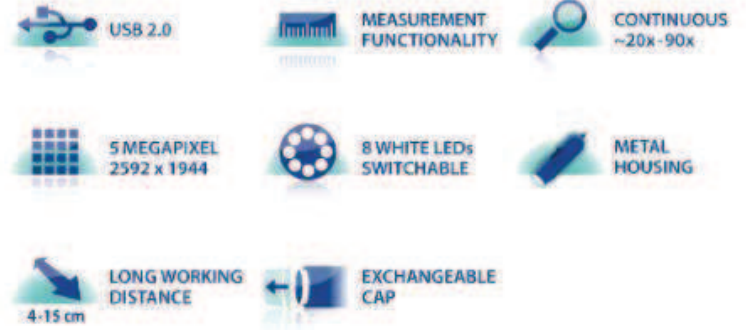 USB 2.0
MEASUREMENT
FUNCTIONALITY
CONTINUOUS
~20x-90x
5 MEGAPIXEL
2592 x 1944
8 WHITE LEDs
SWITCHABLE
METAL
HOUSING
4-15 cm
LONG WORKING
DISTANCE
EXCHANGEABLE
CAP